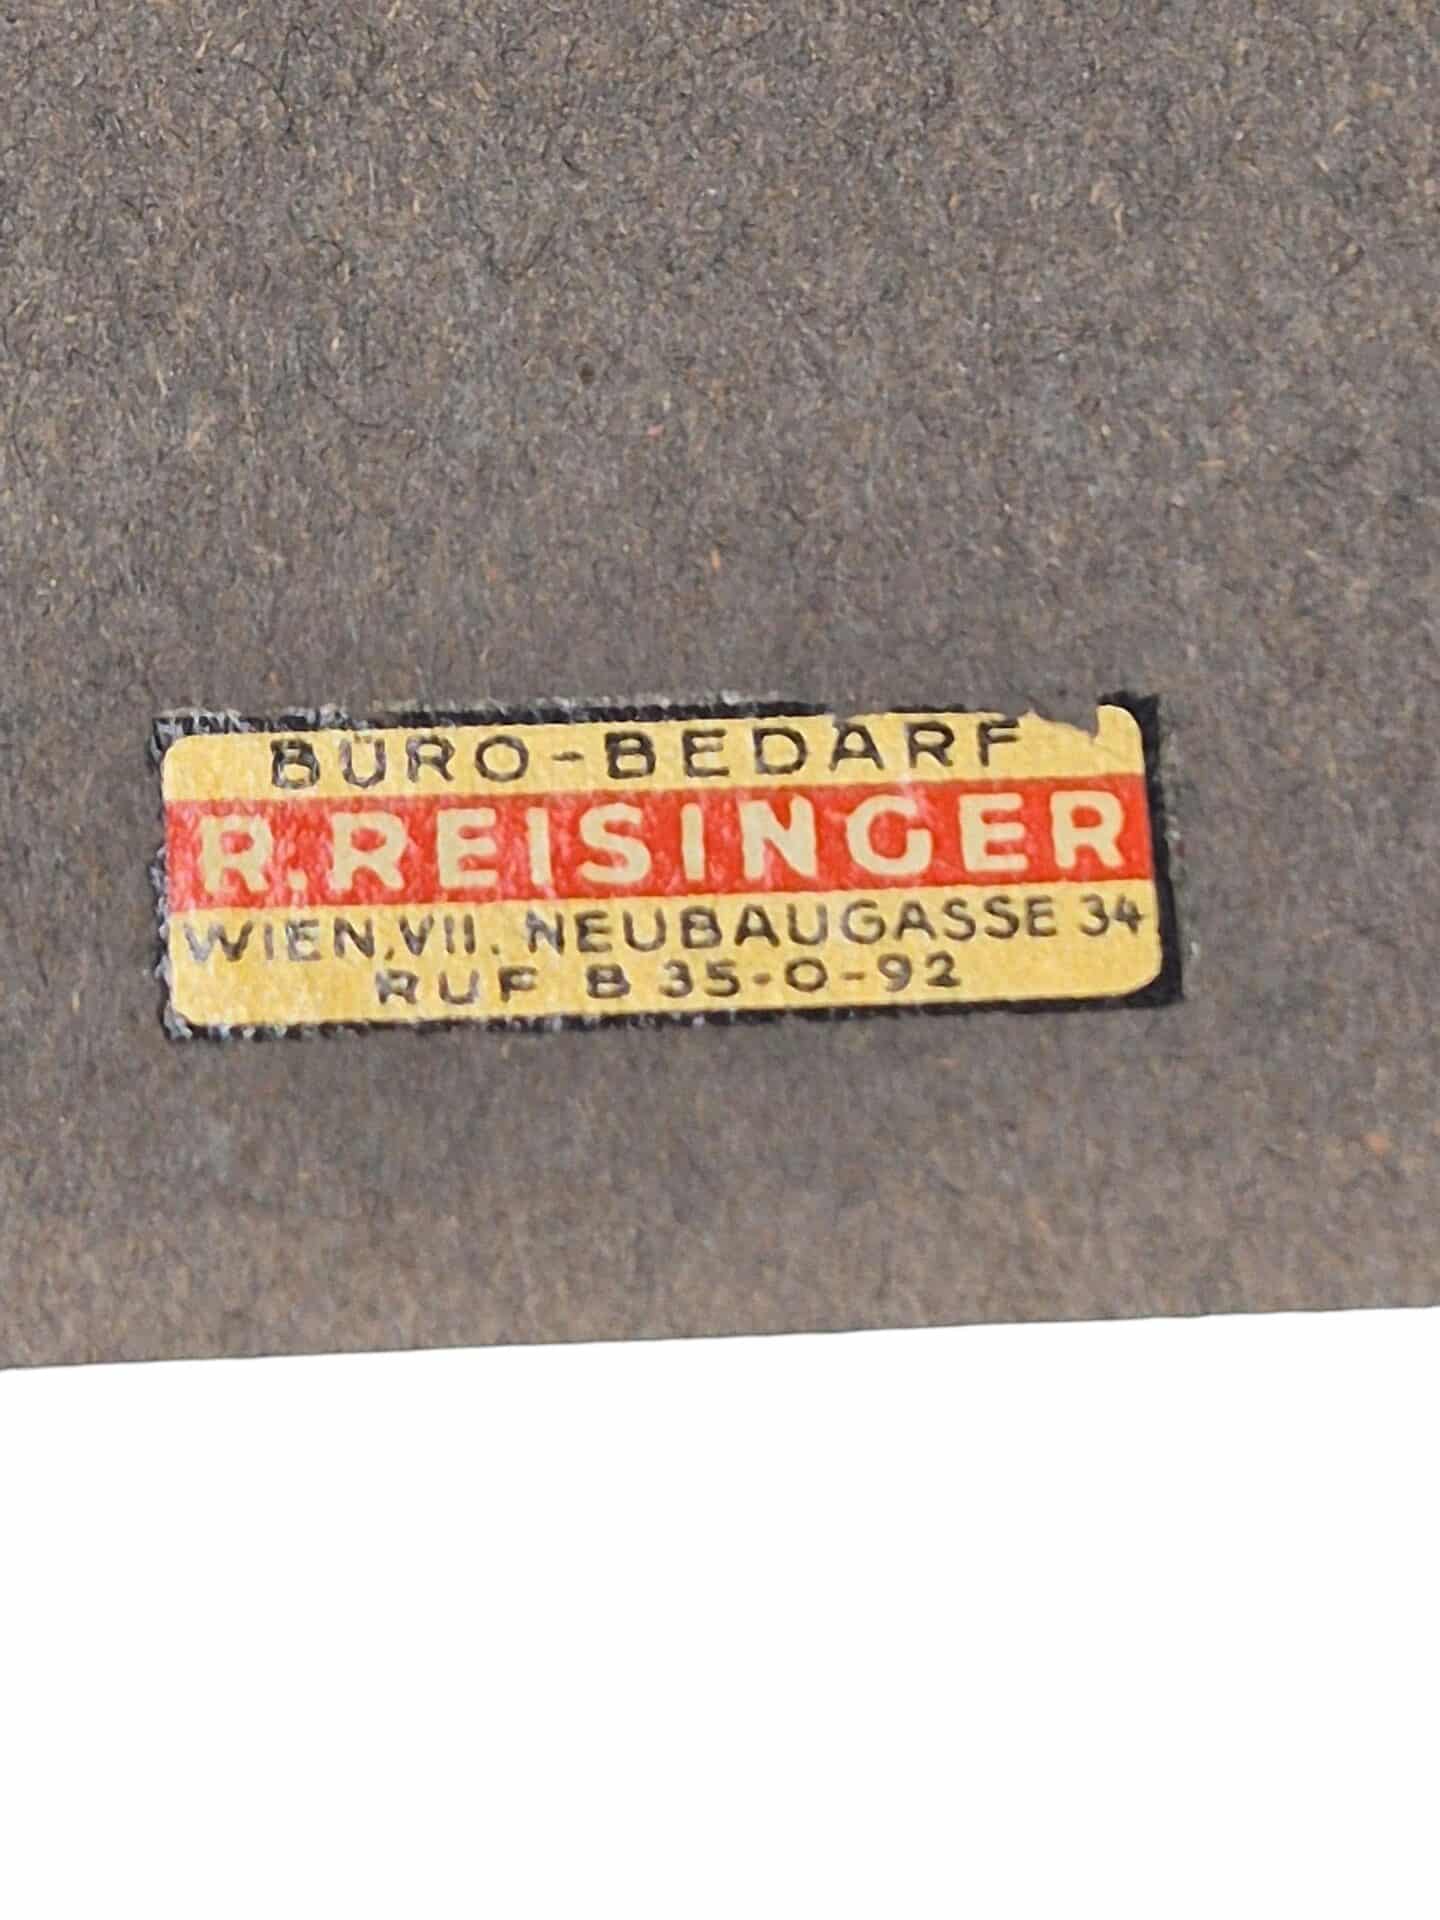 BÜRO-BEDARF
R.REISINGER
WIEN,VII. NEUBAUGASSE 34
RUF B 35-0-92